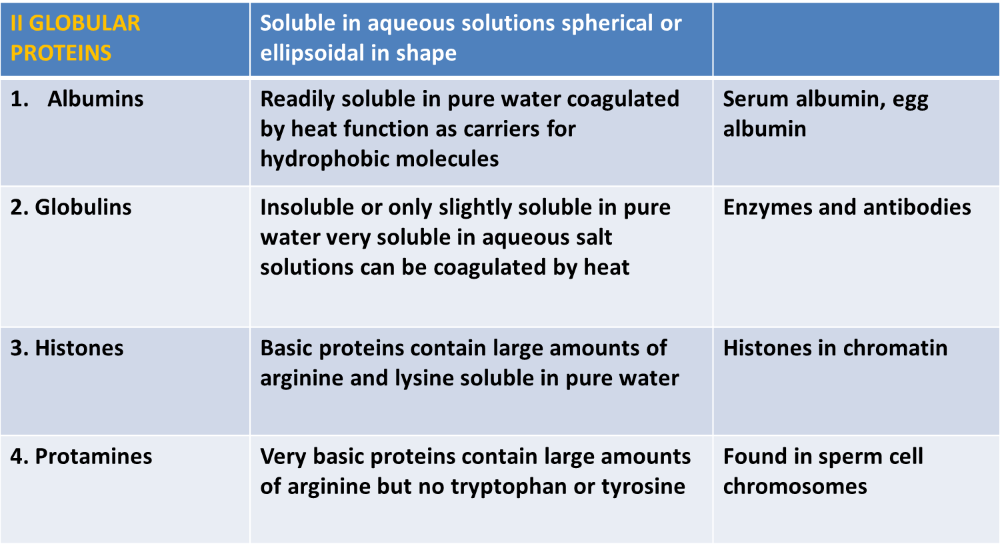 II GLOBULAR
PROTEINS
Soluble in aqueous solutions spherical or
ellipsoidal in shape
1. Albumins
Readily soluble in pure water coagulated
by heat function as carriers for
hydrophobic molecules
Serum albumin, egg
albumin
2. Globulins
Insoluble or only slightly soluble in pure
water very soluble in aqueous salt
solutions can be coagulated by heat
Enzymes and antibodies
3. Histones
Basic proteins contain large amounts of
arginine and lysine soluble in pure water
Histones in chromatin
4. Protamines
Very basic proteins contain large amounts
of arginine but no tryptophan or tyrosine
Found in sperm cell
chromosomes